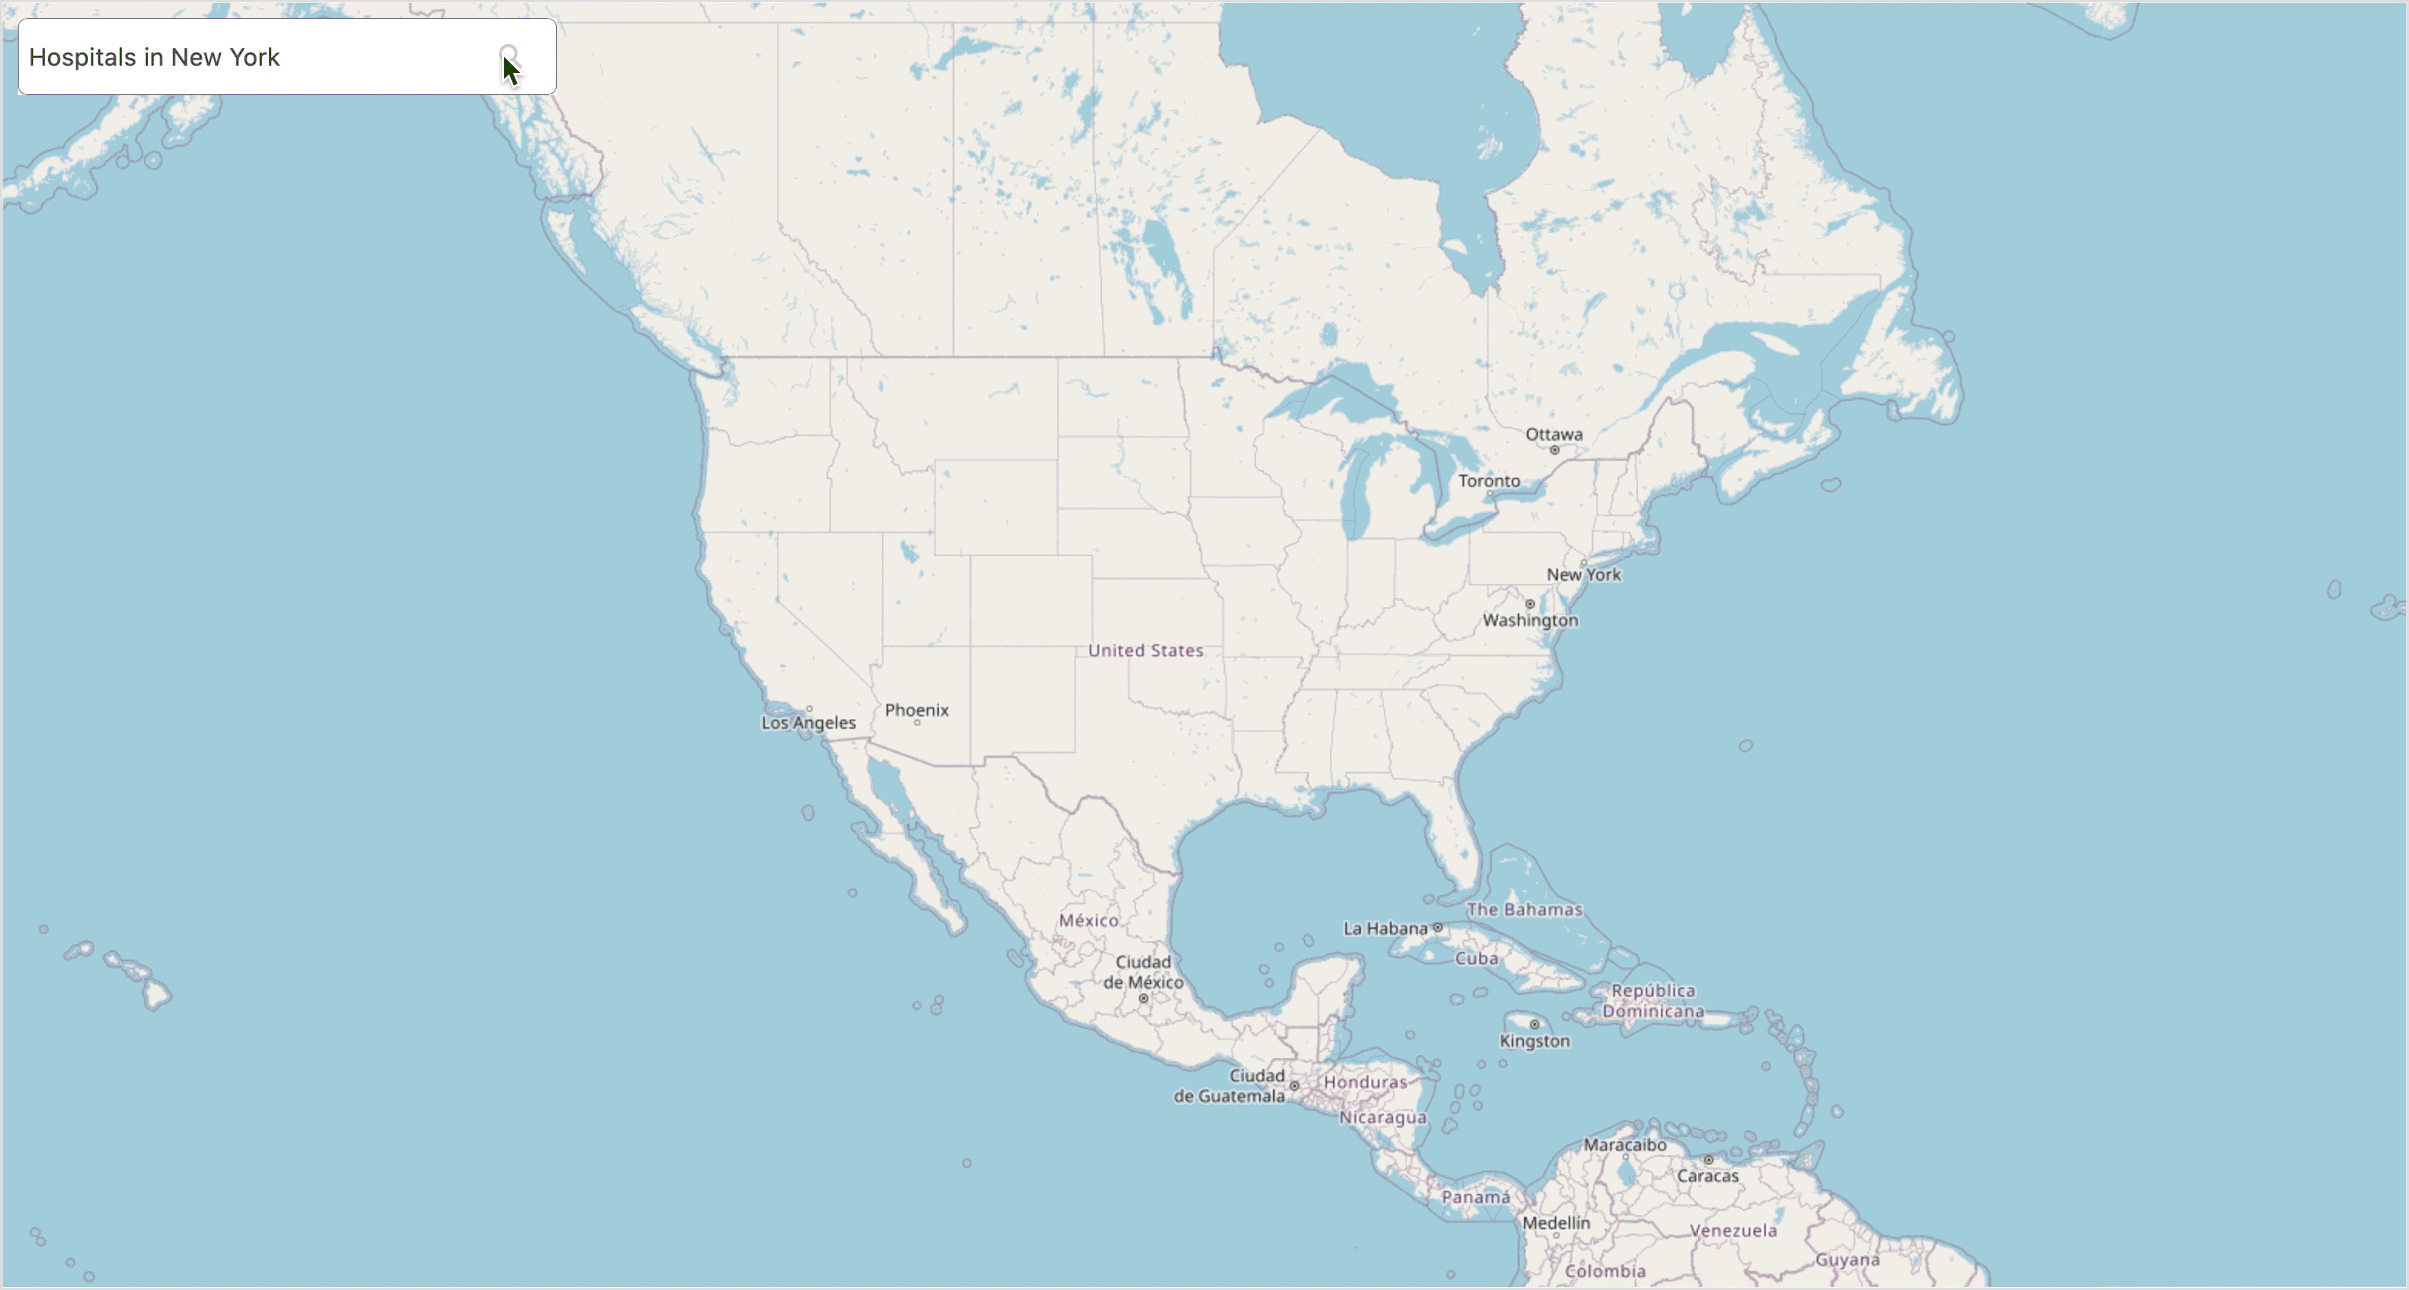 Hospitals in New York
Ottawa
Toronto
New York
Washington
United States
Phoenix
Los Angeles
México
The Bahamas
La Habana
Cuba
Ciudad
de México
República
Dominicana
Kingston
Ciudad
de Guatemala
Honduras
Nicaragua
Maracaibo
Caracas
Panamá
Medellín
Venezuela
Guyana
Colombia